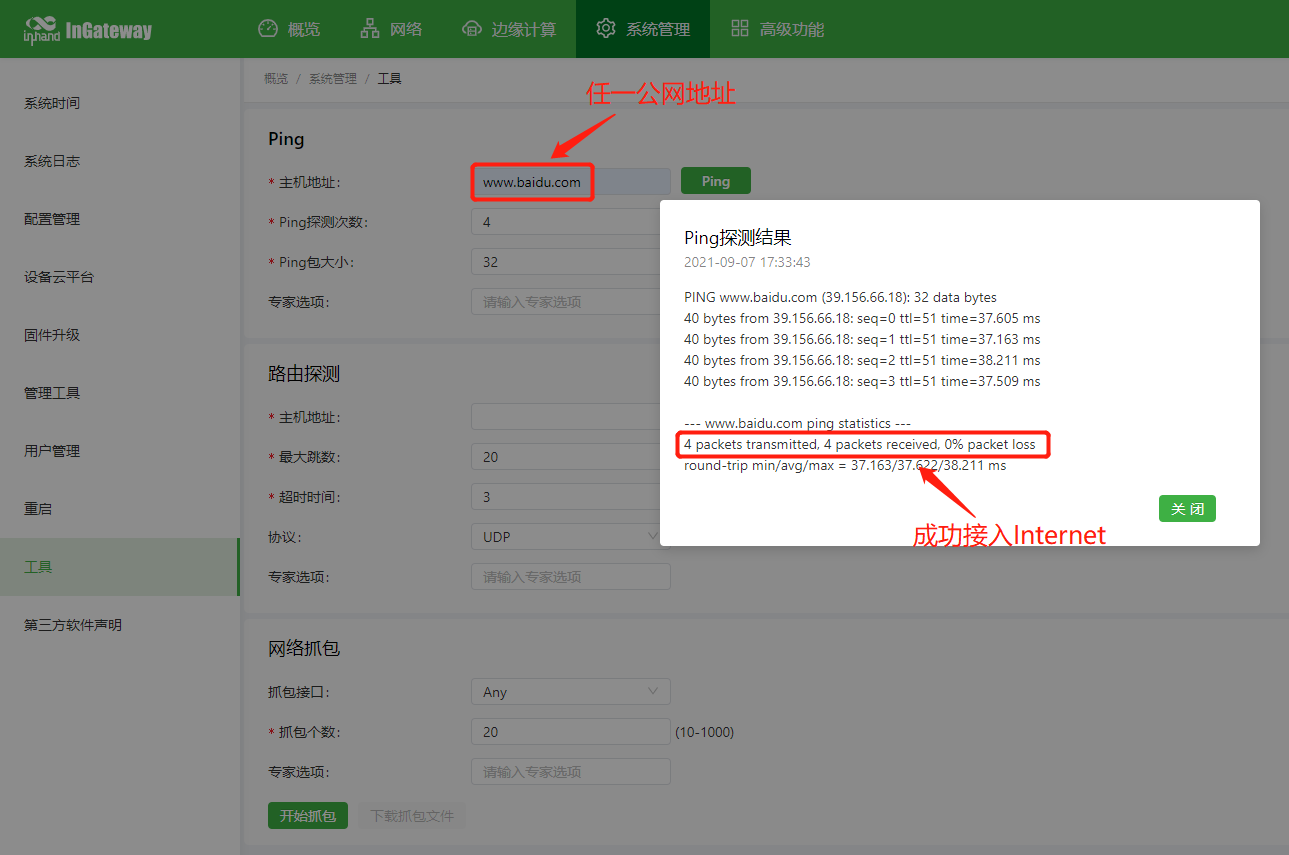 inhand InGateway
概览 网络 边缘计算 系统管理 高级功能
概览 / 系统管理 / 工具
任一公网地址
系统时间
系统日志
配置管理
设备云平台
固件升级
管理工具
用户管理
重启
工具
第三方软件声明
Ping
* 主机地址: www.baidu.com Ping
* Ping探测次数: 4
* Ping包大小: 32
专家选项: 请输入专家选项
路由探测
* 主机地址:
* 最大跳数: 20
* 超时时间: 3
协议: UDP
专家选项: 请输入专家选项
网络抓包
抓包接口: Any
* 抓包个数: 20 (10-1000)
专家选项: 请输入专家选项
开始抓包 下载抓包文件
Ping探测结果
2021-09-07 17:33:43
PING www.baidu.com (39.156.66.18): 32 data bytes
40 bytes from 39.156.66.18: seq=0 ttl=51 time=37.605 ms
40 bytes from 39.156.66.18: seq=1 ttl=51 time=37.163 ms
40 bytes from 39.156.66.18: seq=2 ttl=51 time=38.211 ms
40 bytes from 39.156.66.18: seq=3 ttl=51 time=37.509 ms
--- www.baidu.com ping statistics ---
4 packets transmitted, 4 packets received, 0% packet loss
round-trip min/avg/max = 37.163/37.622/38.211 ms
关 闭
成功接入Internet